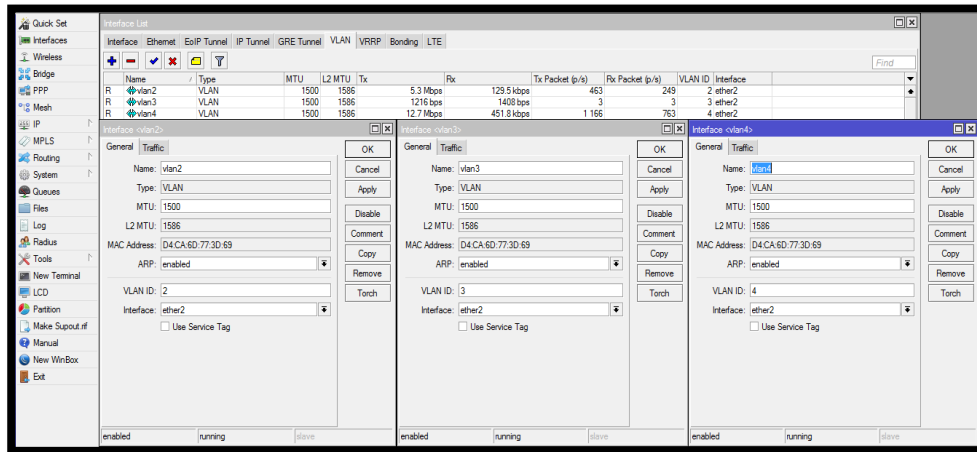 Quick Set
Interfaces
Wireless
Bridge
PPP
Mesh
IP
MPLS
Routing
System
Queues
Files
Log
Radius
Tools
New Terminal
LCD
Partition
Make Supout.rif
Manual
New WinBox
Exit
Interface List
Interface Ethernet EoIP Tunnel IP Tunnel GRE Tunnel VLAN VRRP Bonding LTE
Find
Name / Type MTU L2 MTU Tx Rx Tx Packet (p/s) Rx Packet (p/s) VLAN ID Interface
R vlan2 VLAN 1500 1586 5.3 Mbps 129.5 kbps 463 249 2 ether2
R vlan3 VLAN 1500 1586 1216 bps 1408 bps 3 3 3 ether2
R vlan4 VLAN 1500 1586 12.7 Mbps 451.8 kbps 1 166 763 4 ether2
Interface <vlan2>
General Traffic
Name: vlan2
Type: VLAN
MTU: 1500
L2 MTU: 1586
MAC Address: D4:CA:6D:77:3D:69
ARP: enabled
VLAN ID: 2
Interface: ether2
Use Service Tag
OK
Cancel
Apply
Disable
Comment
Copy
Remove
Torch
enabled running slave
Interface <vlan3>
General Traffic
Name: vlan3
Type: VLAN
MTU: 1500
L2 MTU: 1586
MAC Address: D4:CA:6D:77:3D:69
ARP: enabled
VLAN ID: 3
Interface: ether2
Use Service Tag
OK
Cancel
Apply
Disable
Comment
Copy
Remove
Torch
enabled running slave
Interface <vlan4>
General Traffic
Name: vlan4
Type: VLAN
MTU: 1500
L2 MTU: 1586
MAC Address: D4:CA:6D:77:3D:69
ARP: enabled
VLAN ID: 4
Interface: ether2
Use Service Tag
OK
Cancel
Apply
Disable
Comment
Copy
Remove
Torch
enabled running slave